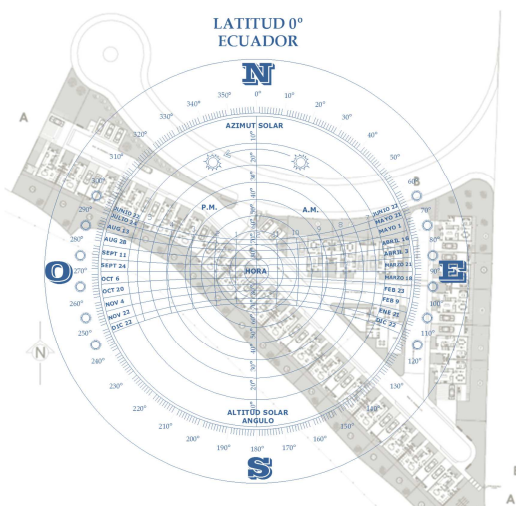 LATITUD 0°
ECUADOR
N
350°
0°
10°
340°
20°
330°
30°
A
AZIMUT SOLAR
40°
320°
50°
310°
P.M.
A.M.
60°
300°
JUNIO 22
JUNIO 22
MAYO 21
70°
290°
AUG 13
MAYO 1
80°
280°
AUG 28
ABRIL 16
SEPT 11
ABRIL 2
O
270°
SEPT 24
HORA
MARZO 21
90°
E
OCT 6
MARZO 18
260°
OCT 20
FEB 23
100°
NOV 4
FEB 9
250°
NOV 22
ENE 21
110°
DIC 22
DIC 22
N
240°
120°
230°
130°
220°
140°
ALTITUD SOLAR
ANGULO
210°
150°
200°
160°
190°
180°
170°
S
A